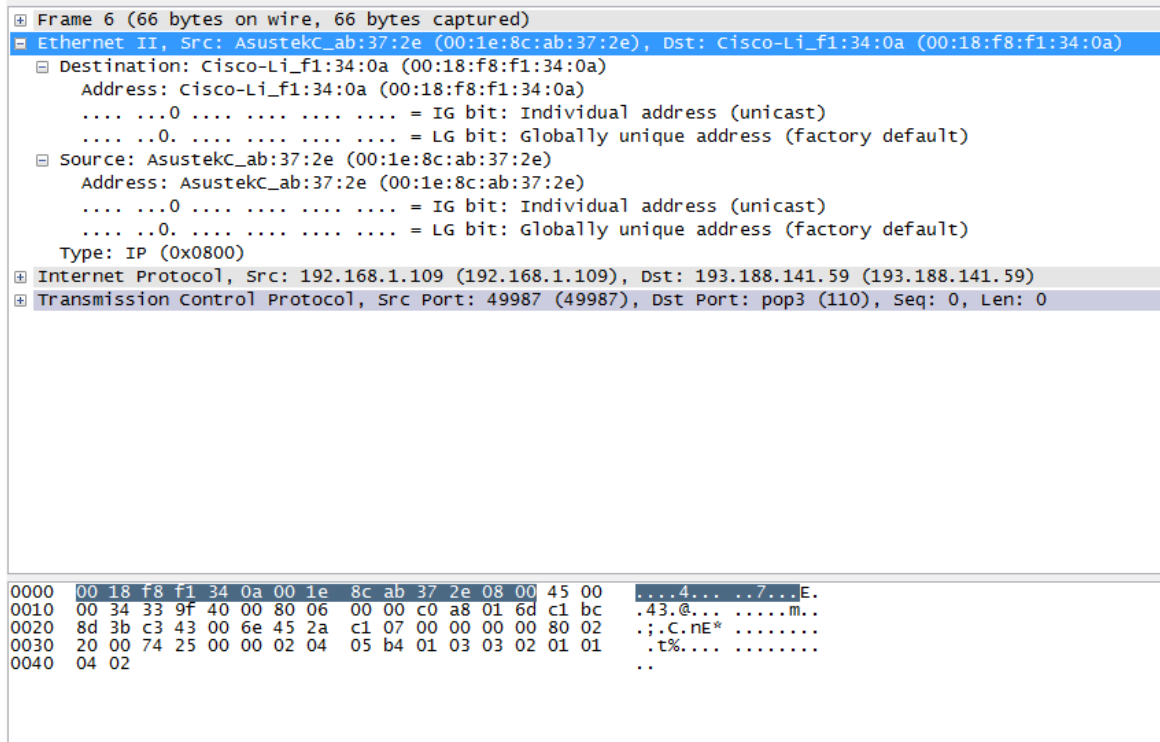 Frame 6 (66 bytes on wire, 66 bytes captured)
Ethernet II, Src: AsustekC_ab:37:2e (00:1e:8c:ab:37:2e), Dst: Cisco-Li_f1:34:0a (00:18:f8:f1:34:0a)
Destination: Cisco-Li_f1:34:0a (00:18:f8:f1:34:0a)
Address: Cisco-Li_f1:34:0a (00:18:f8:f1:34:0a)
.... ...0 .... .... .... .... = IG bit: Individual address (unicast)
.... ..0. .... .... .... .... = LG bit: Globally unique address (factory default)
Source: AsustekC_ab:37:2e (00:1e:8c:ab:37:2e)
Address: AsustekC_ab:37:2e (00:1e:8c:ab:37:2e)
.... ...0 .... .... .... .... = IG bit: Individual address (unicast)
.... ..0. .... .... .... .... = LG bit: Globally unique address (factory default)
Type: IP (0x0800)
Internet Protocol, Src: 192.168.1.109 (192.168.1.109), Dst: 193.188.141.59 (193.188.141.59)
Transmission Control Protocol, Src Port: 49987 (49987), Dst Port: pop3 (110), Seq: 0, Len: 0
0000 00 18 f8 f1 34 0a 00 1e 8c ab 37 2e 08 00 45 00 ....4... ..7...E.
0010 00 34 33 9f 40 00 80 06 00 00 c0 a8 01 6d c1 bc .43.@... .....m..
0020 8d 3b c3 43 00 6e 45 2a c1 07 00 00 00 00 80 02 .;.C.nE* ........
0030 20 00 74 25 00 00 02 04 05 b4 01 03 03 02 01 01 .t%.... ........
0040 04 02 ..